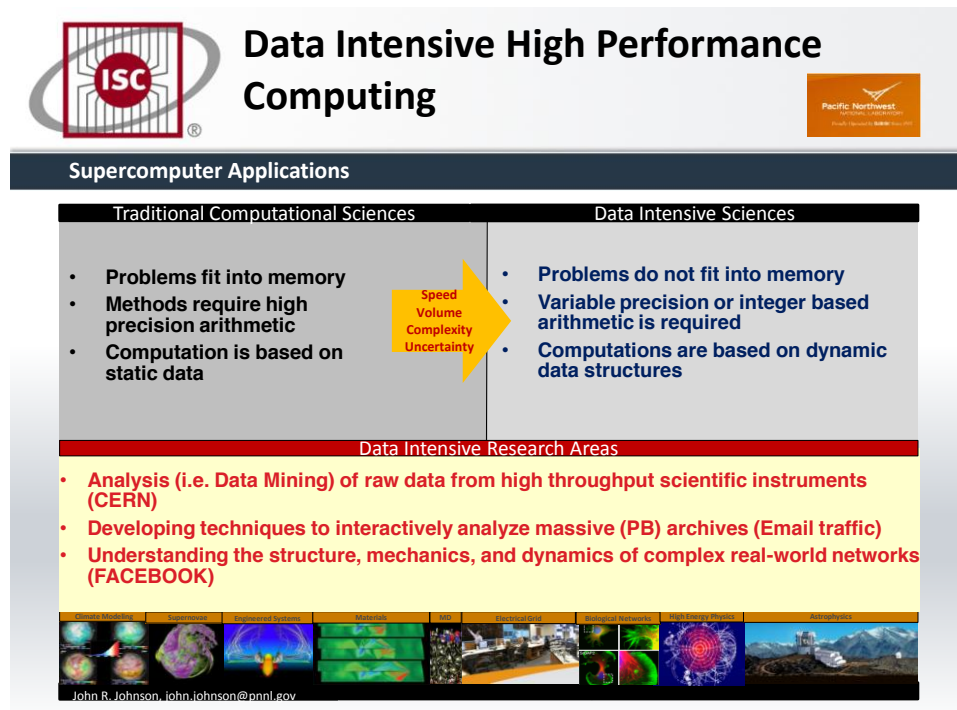 ISC
®
Data Intensive High Performance
Computing
Pacific Northwest
NATIONAL LABORATORY
Supercomputer Applications
Traditional Computational Sciences
Data Intensive Sciences
• Problems fit into memory
• Methods require high
precision arithmetic
• Computation is based on
static data
Speed
Volume
Complexity
Uncertainty
• Problems do not fit into memory
• Variable precision or integer based
arithmetic is required
• Computations are based on dynamic
data structures
Data Intensive Research Areas
• Analysis (i.e. Data Mining) of raw data from high throughput scientific instruments
(CERN)
• Developing techniques to interactively analyze massive (PB) archives (Email traffic)
• Understanding the structure, mechanics, and dynamics of complex real-world networks
(FACEBOOK)
Climate Modeling
Supernovae
Engineered Systems
Materials
MD
Electrical Grid
Biological Networks
High Energy Physics
Astrophysics
John R. Johnson, john.johnson@pnnl.gov